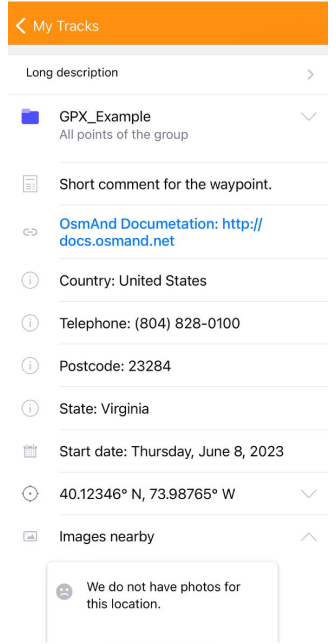 My Tracks
Long description
GPX_Example
All points of the group
Short comment for the waypoint.
OsmAnd Documetation: http://
docs.osmand.net
Country: United States
Telephone: (804) 828-0100
Postcode: 23284
State: Virginia
Start date: Thursday, June 8, 2023
40.12346° N, 73.98765° W
Images nearby
We do not have photos for
this location.